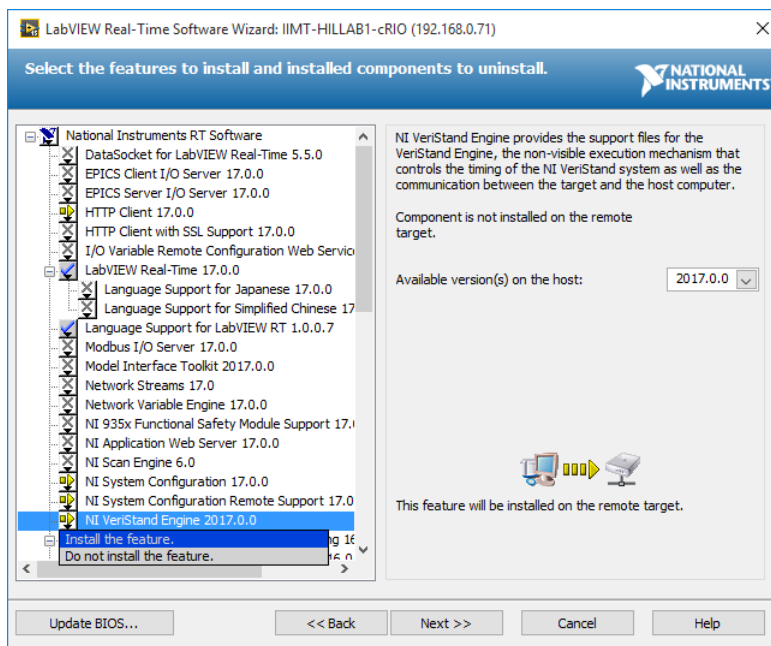 LabVIEW Real-Time Software Wizard: IIMT-HILLAB1-cRIO (192.168.0.71)
Select the features to install and installed components to uninstall.
NATIONAL
INSTRUMENTS
National Instruments RT Software
DataSocket for LabVIEW Real-Time 5.5.0
EPICS Client I/O Server 17.0.0
EPICS Server I/O Server 17.0.0
HTTP Client 17.0.0
HTTP Client with SSL Support 17.0.0
I/O Variable Remote Configuration Web Servic
LabVIEW Real-Time 17.0.0
Language Support for Japanese 17.0.0
Language Support for Simplified Chinese 17
Language Support for LabVIEW RT 1.0.0.7
Modbus I/O Server 17.0.0
Model Interface Toolkit 2017.0.0
Network Streams 17.0
Network Variable Engine 17.0.0
NI 935x Functional Safety Module Support 17.
NI Application Web Server 17.0.0
NI Scan Engine 6.0
NI System Configuration 17.0.0
NI System Configuration Remote Support 17.0
NI VeriStand Engine 2017.0.0
Install the feature.
Do not install the feature.
NI VeriStand Engine provides the support files for the
VeriStand Engine, the non-visible execution mechanism that
controls the timing of the NI VeriStand system as well as the
communication between the target and the host computer.
Component is not installed on the remote
target.
Available version(s) on the host:
2017.0.0
This feature will be installed on the remote target.
Update BIOS...
<< Back
Next >>
Cancel
Help